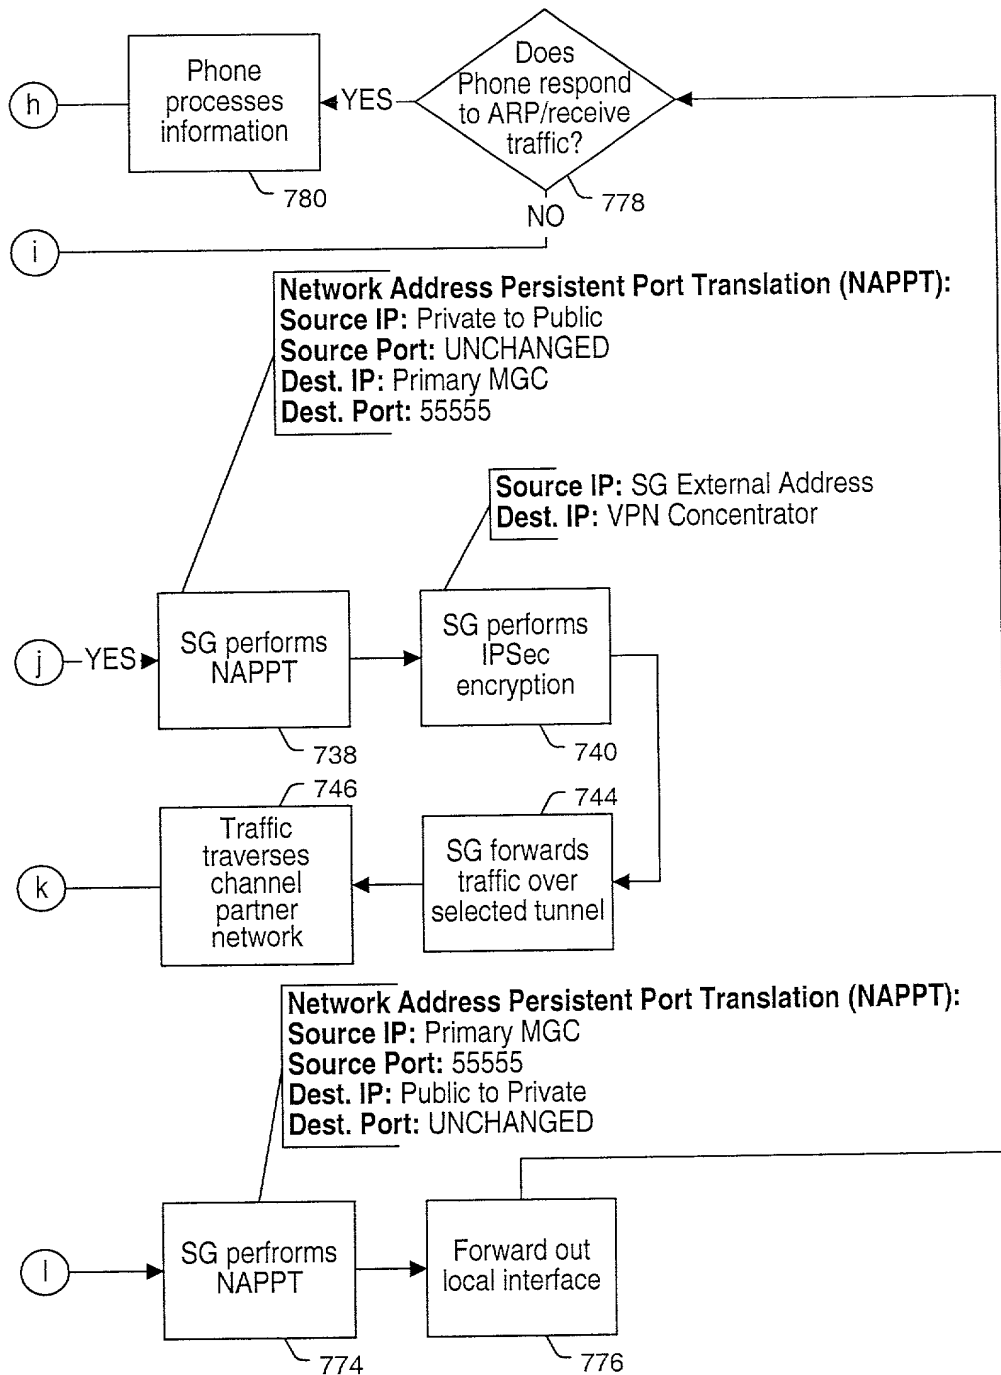 h
Phone
processes
information
780
YES
Does
Phone respond
to ARP/receive
traffic?
778
NO
i
Network Address Persistent Port Translation (NAPPT):
Source IP: Private to Public
Source Port: UNCHANGED
Dest. IP: Primary MGC
Dest. Port: 55555
Source IP: SG External Address
Dest. IP: VPN Concentrator
j
YES
SG performs
NAPPT
738
SG performs
IPSec
encryption
740
k
746
Traffic
traverses
channel
partner
network
744
SG forwards
traffic over
selected tunnel
Network Address Persistent Port Translation (NAPPT):
Source IP: Primary MGC
Source Port: 55555
Dest. IP: Public to Private
Dest. Port: UNCHANGED
l
SG perfrorms
NAPPT
774
Forward out
local interface
776